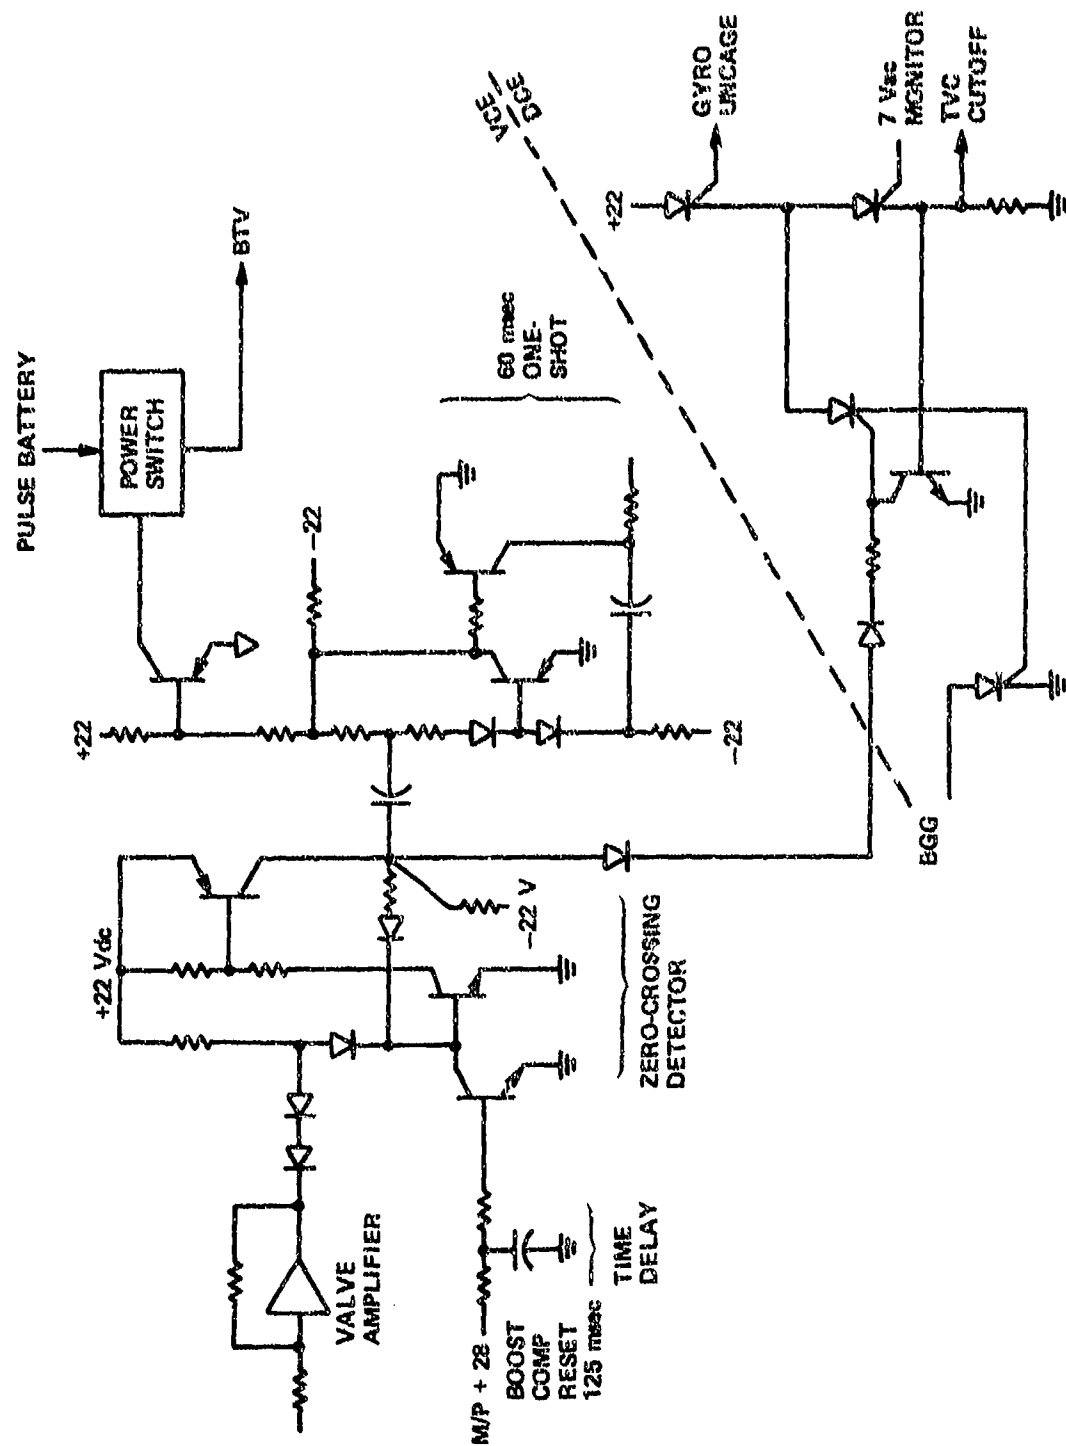 PULSE BATTERY
POWER
SWITCH
BTV
+22
-22
60 msec
ONE-
SHOT
-22
+22 Vdc
-22 V
ZERO-CROSSING
DETECTOR
VALVE
AMPLIFIER
M/P + 28
BOOST
COMP
RESET
125 msec
TIME
DELAY
VCE
DCE
BGG
+22
GYRO
UNCAGE
7 Vac
MONITOR
TVC
CUTOFF